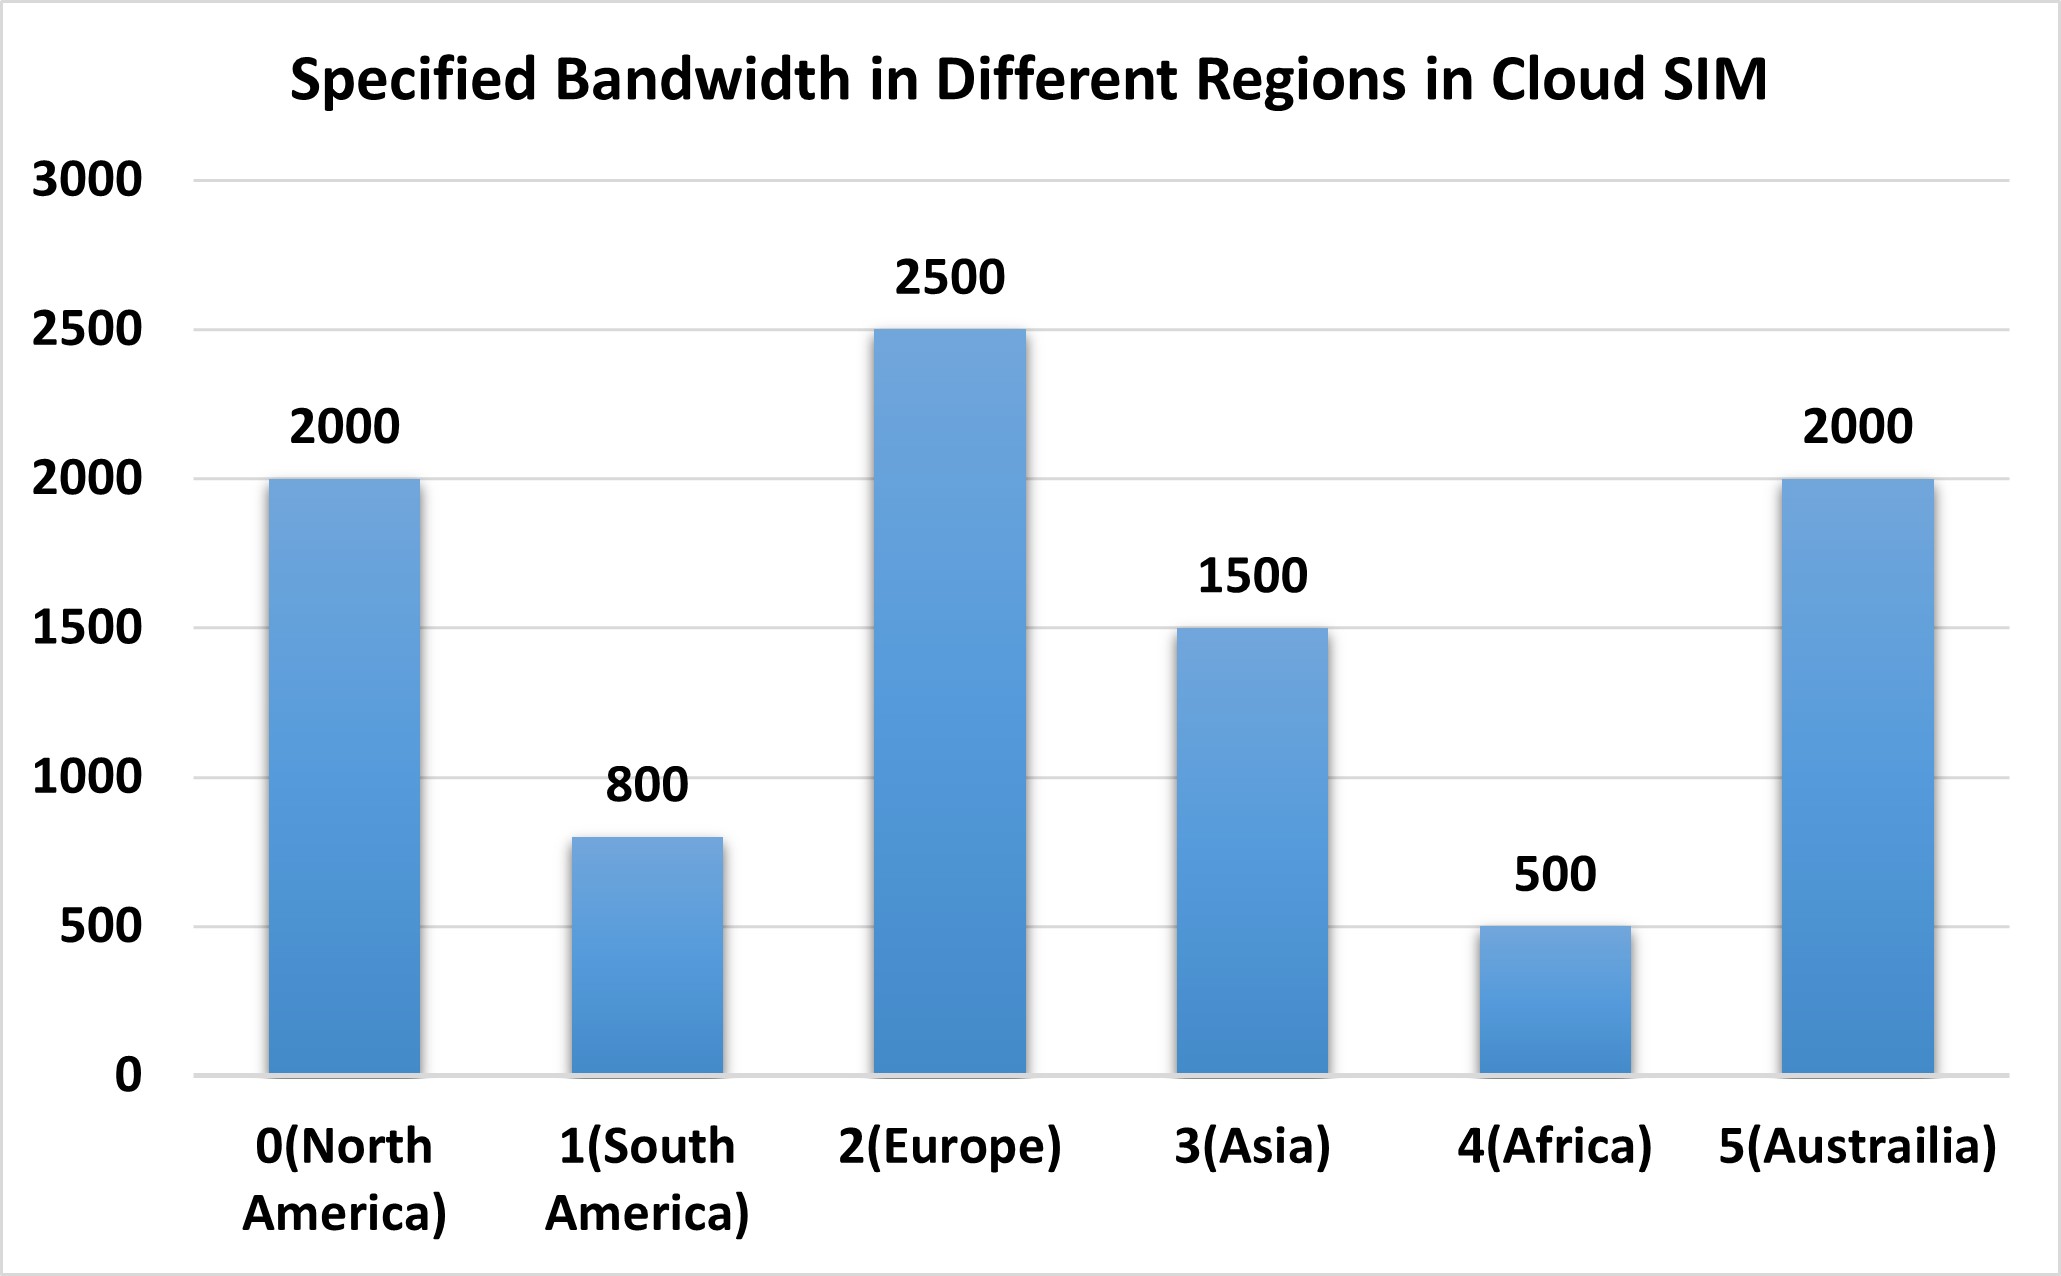 Specified Bandwidth in Different Regions in Cloud SIM
3000
2500
2000
1500
1000
500
0
2000
800
2500
1500
500
2000
0(North America)
1(South America)
2(Europe)
3(Asia)
4(Africa)
5(Austrailia)